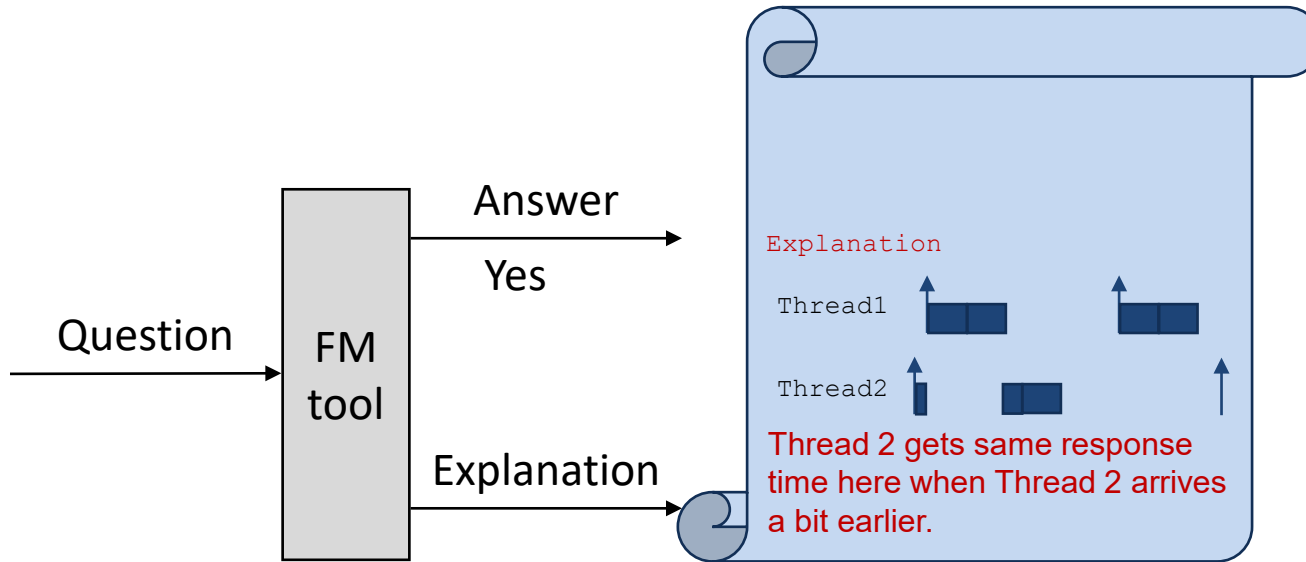 Question
FM
tool
Answer
Yes
Explanation
Explanation
Thread1
Thread2
Thread 2 gets same response
time here when Thread 2 arrives
a bit earlier.